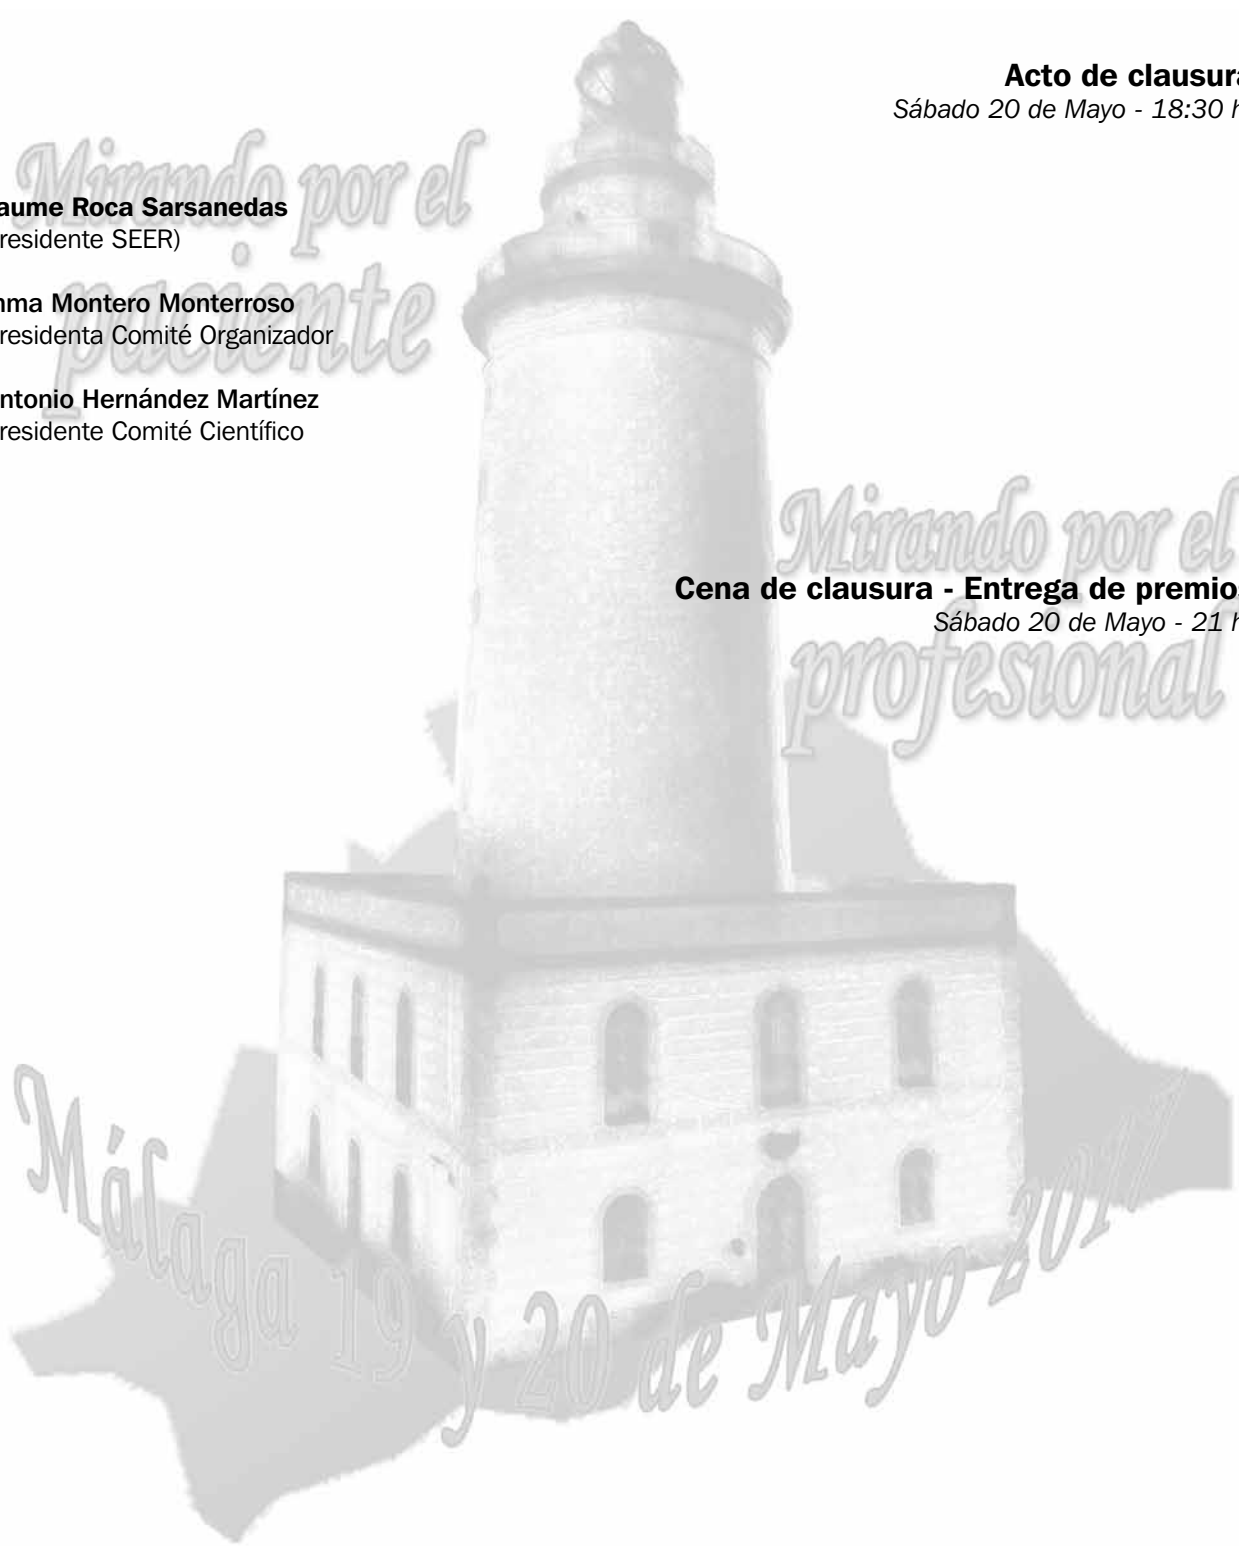 Acto de clausura
Sábado 20 de Mayo - 18:30 h
Mirando por el
paciente
aume Roca Sarsanedas
residente SEER)
nma Montero Monterroso
residenta Comité Organizador
ntonio Hernández Martínez
residente Comité Científico
Mirando por el
profesional
Cena de clausura - Entrega de premios
Sábado 20 de Mayo - 21 h
Málaga 19 y 20 de Mayo 2017